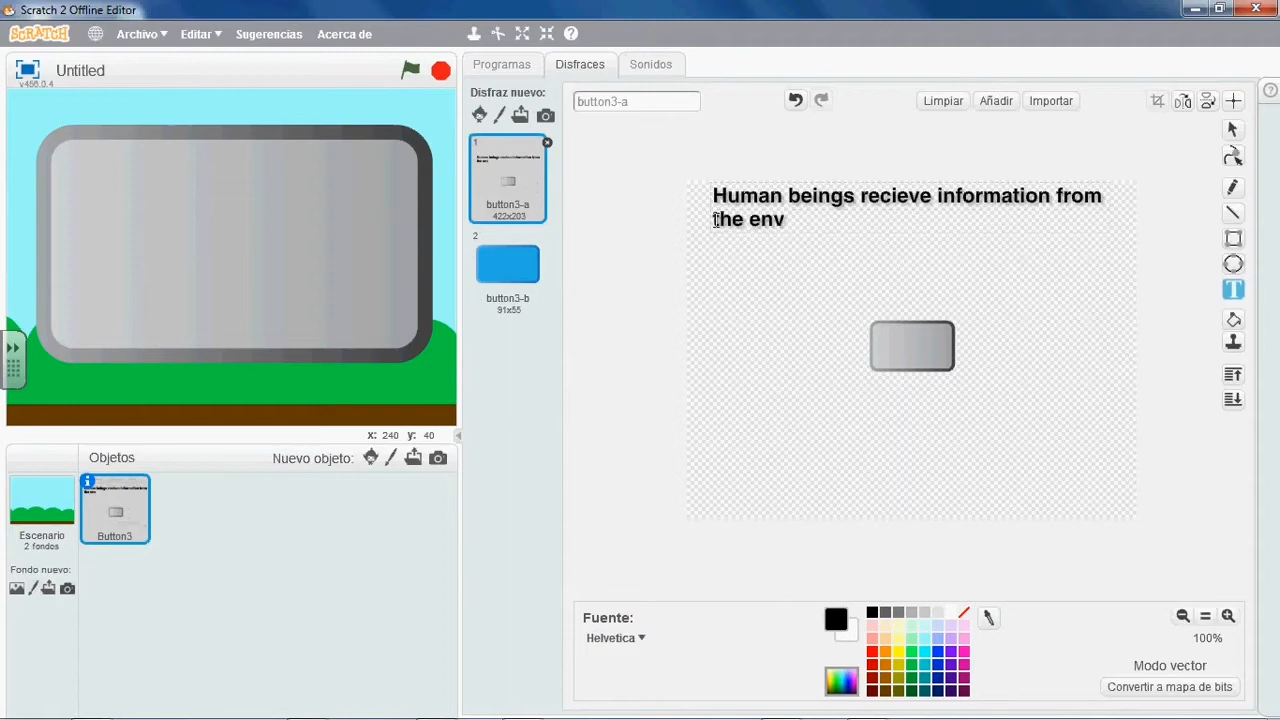 Scratch 2 Offline Editor
SCRATCH
Archivo
Editar
Sugerencias
Acerca de
Untitled
v456.0.4
Programas
Disfraces
Sonidos
Disfraz nuevo:
button3-a
Limpiar
Añadir
Importar
1
button3-a
422x203
2
button3-b
91x55
Human beings recieve information from
the env
T
x: 240 y: 40
Objetos
Nuevo objeto:
Escenario
2 fondos
Button3
Fondo nuevo:
Fuente:
Helvetica
100%
Modo vector
Convertir a mapa de bits